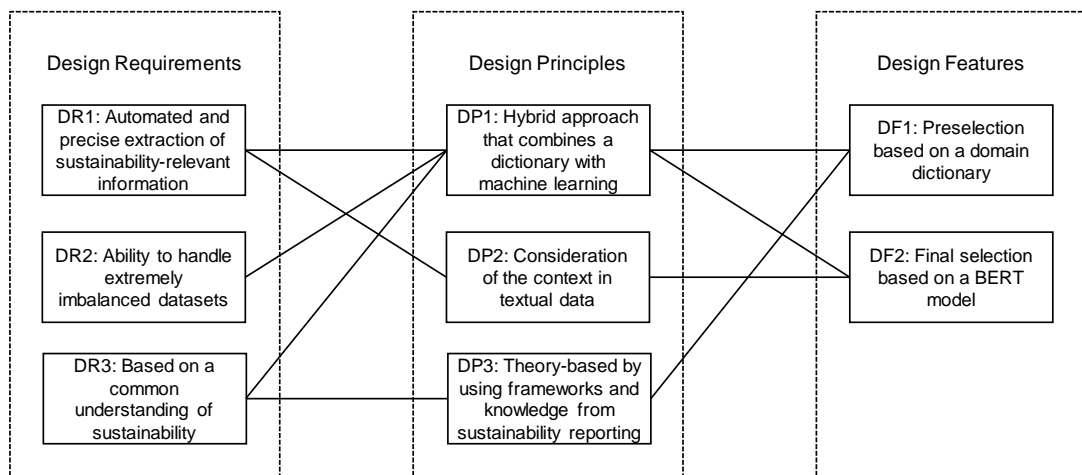 Design Requirements
DR1: Automated and
precise extraction of
sustainability-relevant
information
DR2: Ability to handle
extremely
imbalanced datasets
DR3: Based on a
common
understanding of
sustainability
Design Principles
DP1: Hybrid approach
that combines a
dictionary with
machine learning
DP2: Consideration
of the context in
textual data
DP3: Theory-based by
using frameworks and
knowledge from
sustainability reporting
Design Features
DF1: Preselection
based on a domain
dictionary
DF2: Final selection
based on a BERT
model